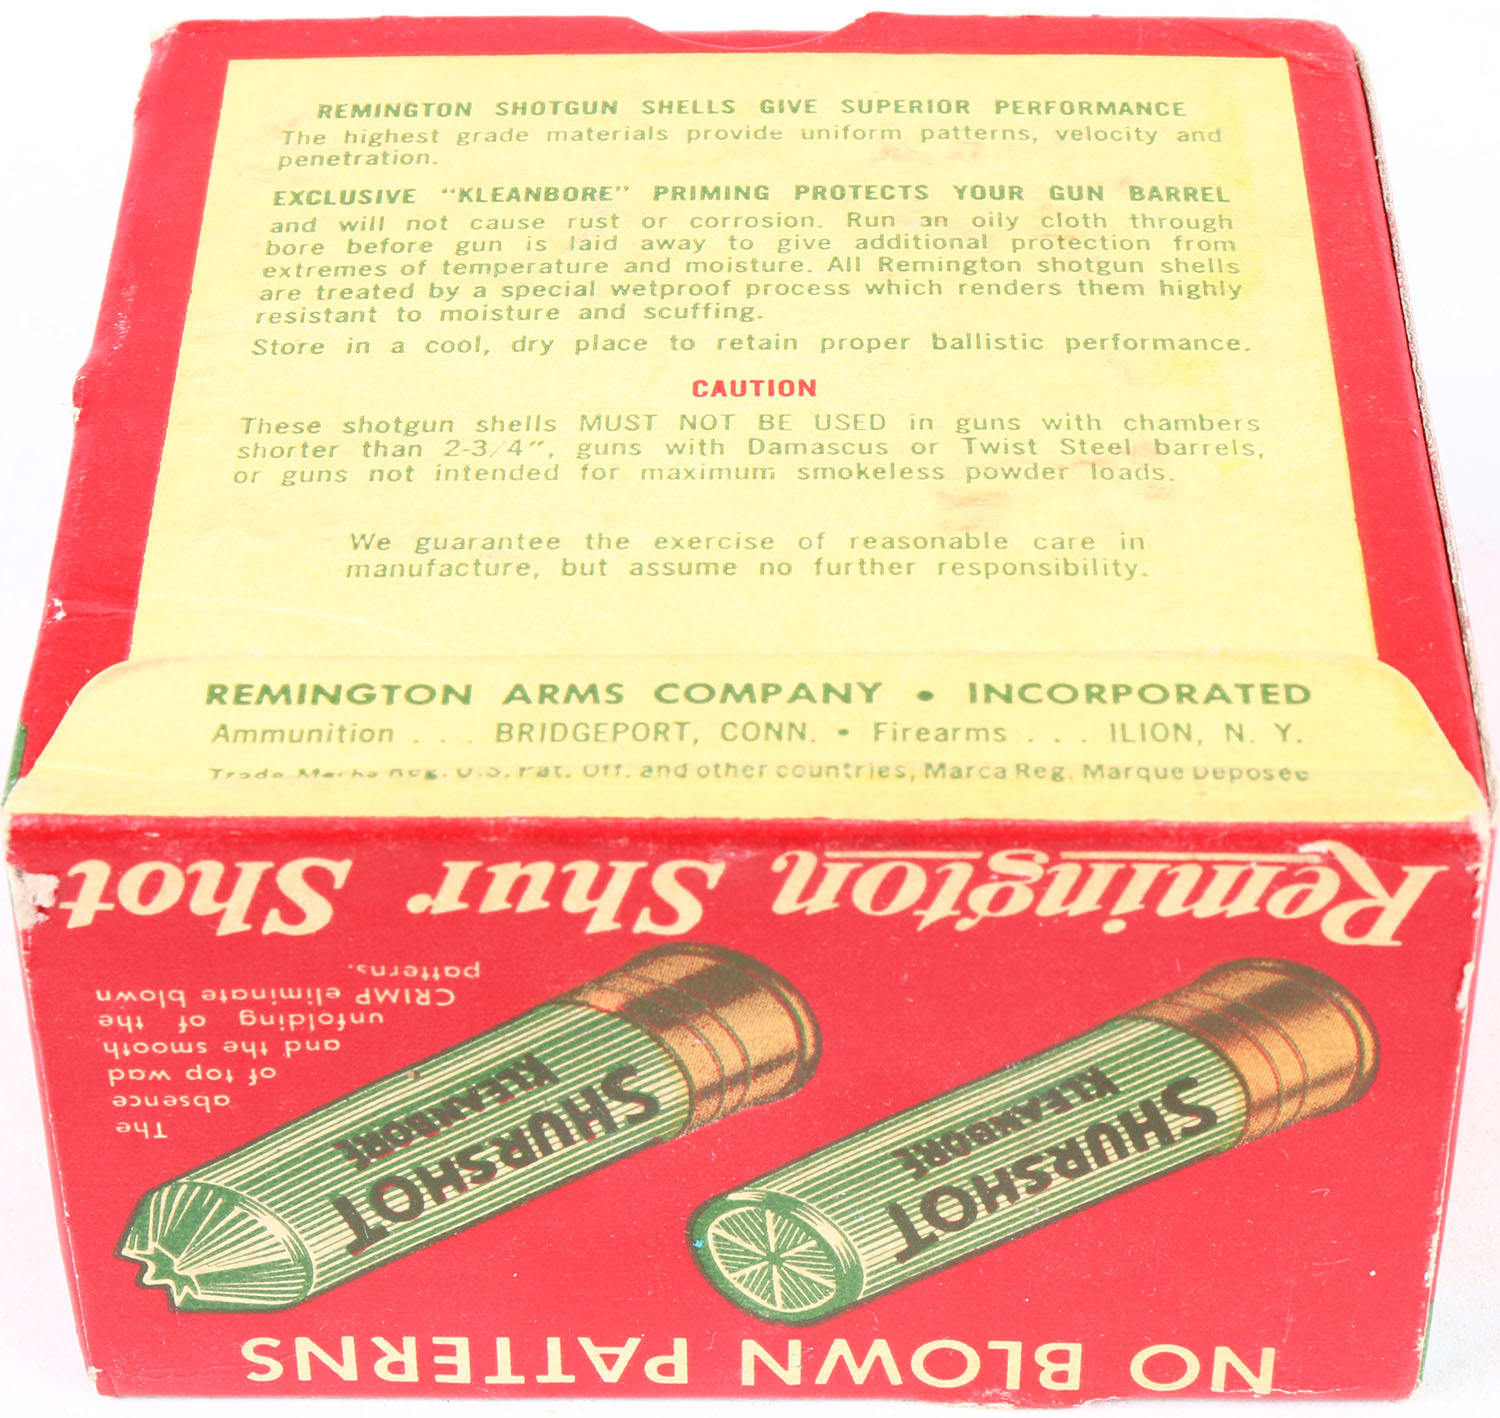 REMINGTON SHOTGUN SHELLS GIVE SUPERIOR PERFORMANCE
The highest grade materials provide uniform patterns, velocity and
penetration.
EXCLUSIVE "KLEANBORE" PRIMING PROTECTS YOUR GUN BARREL
and will not cause rust or corrosion. Run an oily cloth through
bore before gun is laid away to give additional protection from
extremes of temperature and moisture. All Remington shotgun shells
are treated by a special wetproof process which renders them highly
resistant to moisture and scuffing.
Store in a cool, dry place to retain proper ballistic performance.
CAUTION
These shotgun shells MUST NOT BE USED in guns with chambers
shorter than 2-3/4", guns with Damascus or Twist Steel barrels,
or guns not intended for maximum smokeless powder loads.
We guarantee the exercise of reasonable care in
manufacture, but assume no further responsibility.
REMINGTON ARMS COMPANY • INCORPORATED
Ammunition . . . BRIDGEPORT, CONN. • Firearms . . . ILION, N. Y.
Trade Marks Reg. U.S. Pat. Off. and other countries, Marca Reg. Marque Deposée
NO BLOWN PATTERNS
SHURSHOT
KLEANBORE
SHURSHOT
KLEANBORE
The
absence
of top wad
and the smooth
unfolding of the
CRIMP eliminate blown
patterns.
Remington Shur Shot